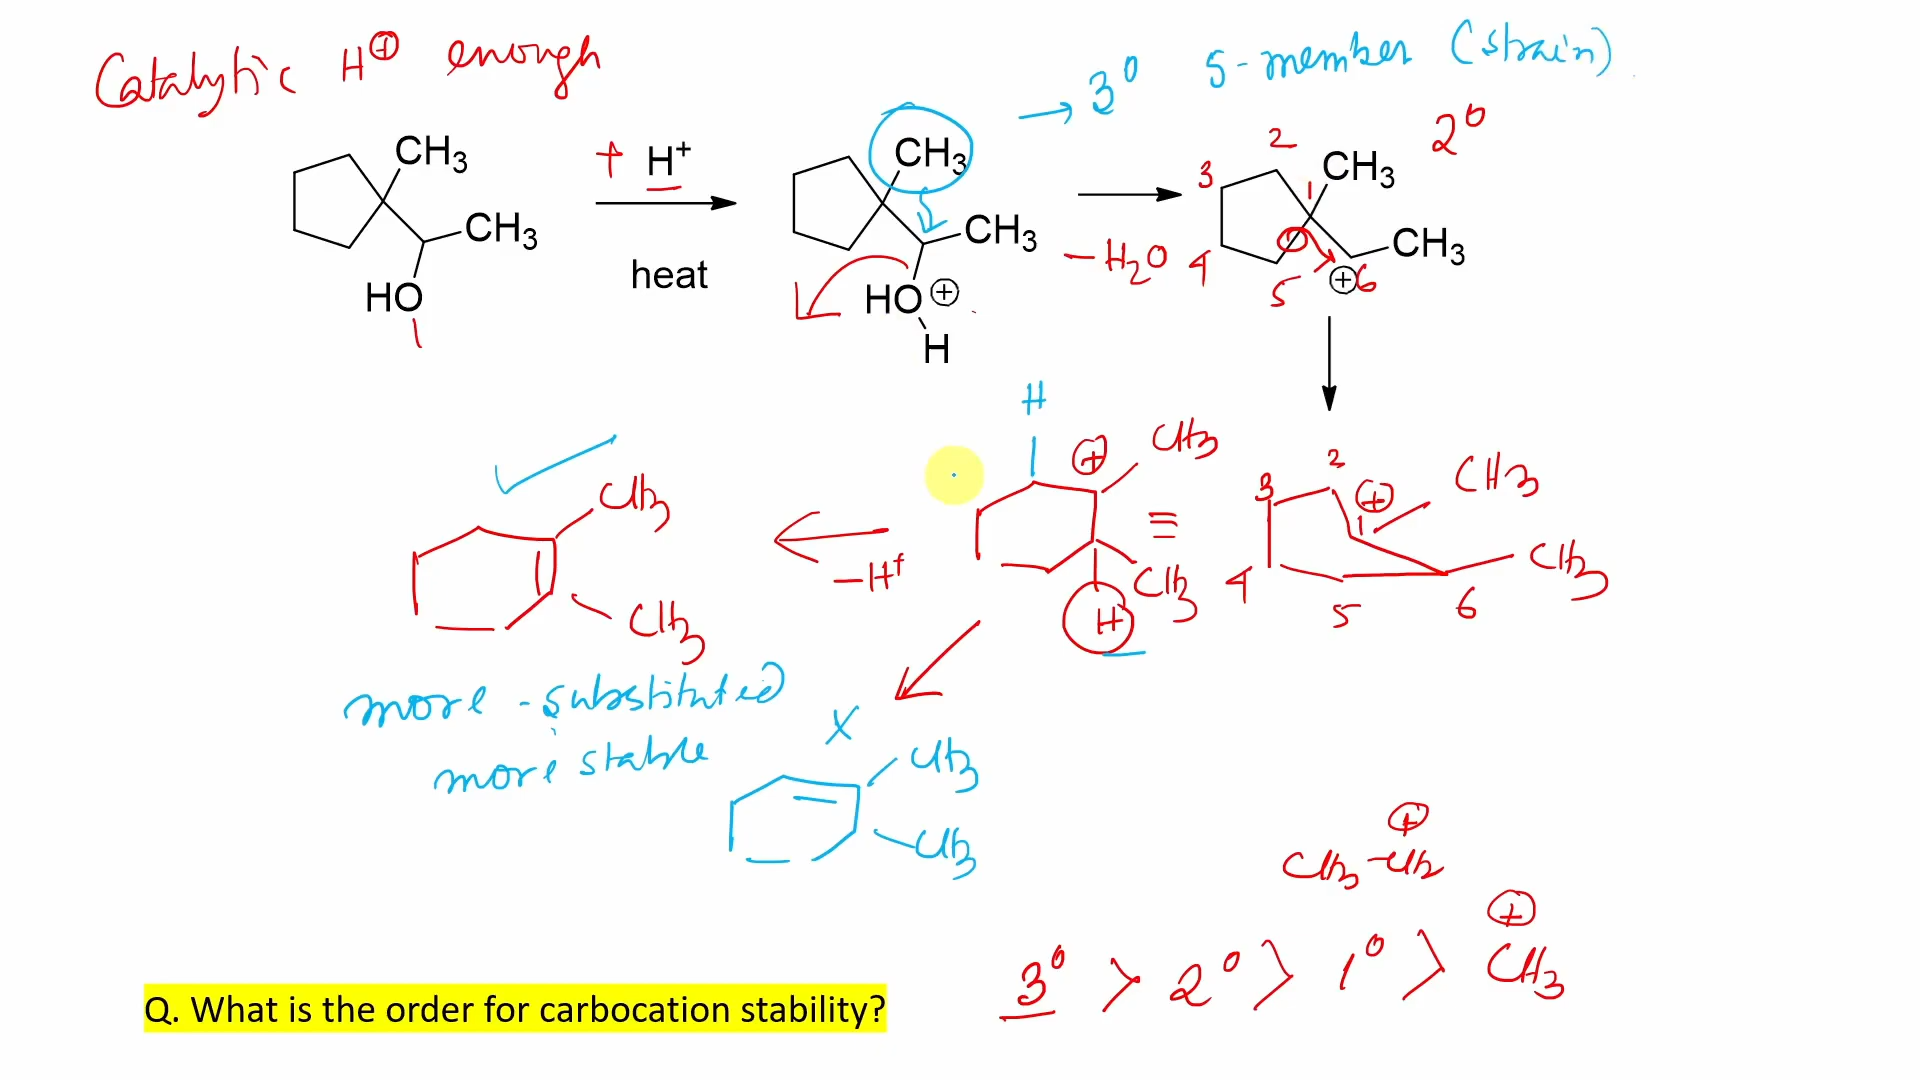 Catalytic H⊕ enough
→ 3° 5-member (strain)
2°
CH3
CH3
HO
+ H+
heat
CH3
CH3
HO⊕
H
-H2O
1 2 3 4 5 6
CH3
CH3
⊕
H
⊕
CH3
CH3
H
≡
1 2 3 4 5 6
⊕
CH3
CH3
-H+
CH3
CH3
more-substituted
more stable
X
CH3
CH3
CH3-CH2
⊕
3° > 2° > 1° > CH3
⊕
Q. What is the order for carbocation stability?